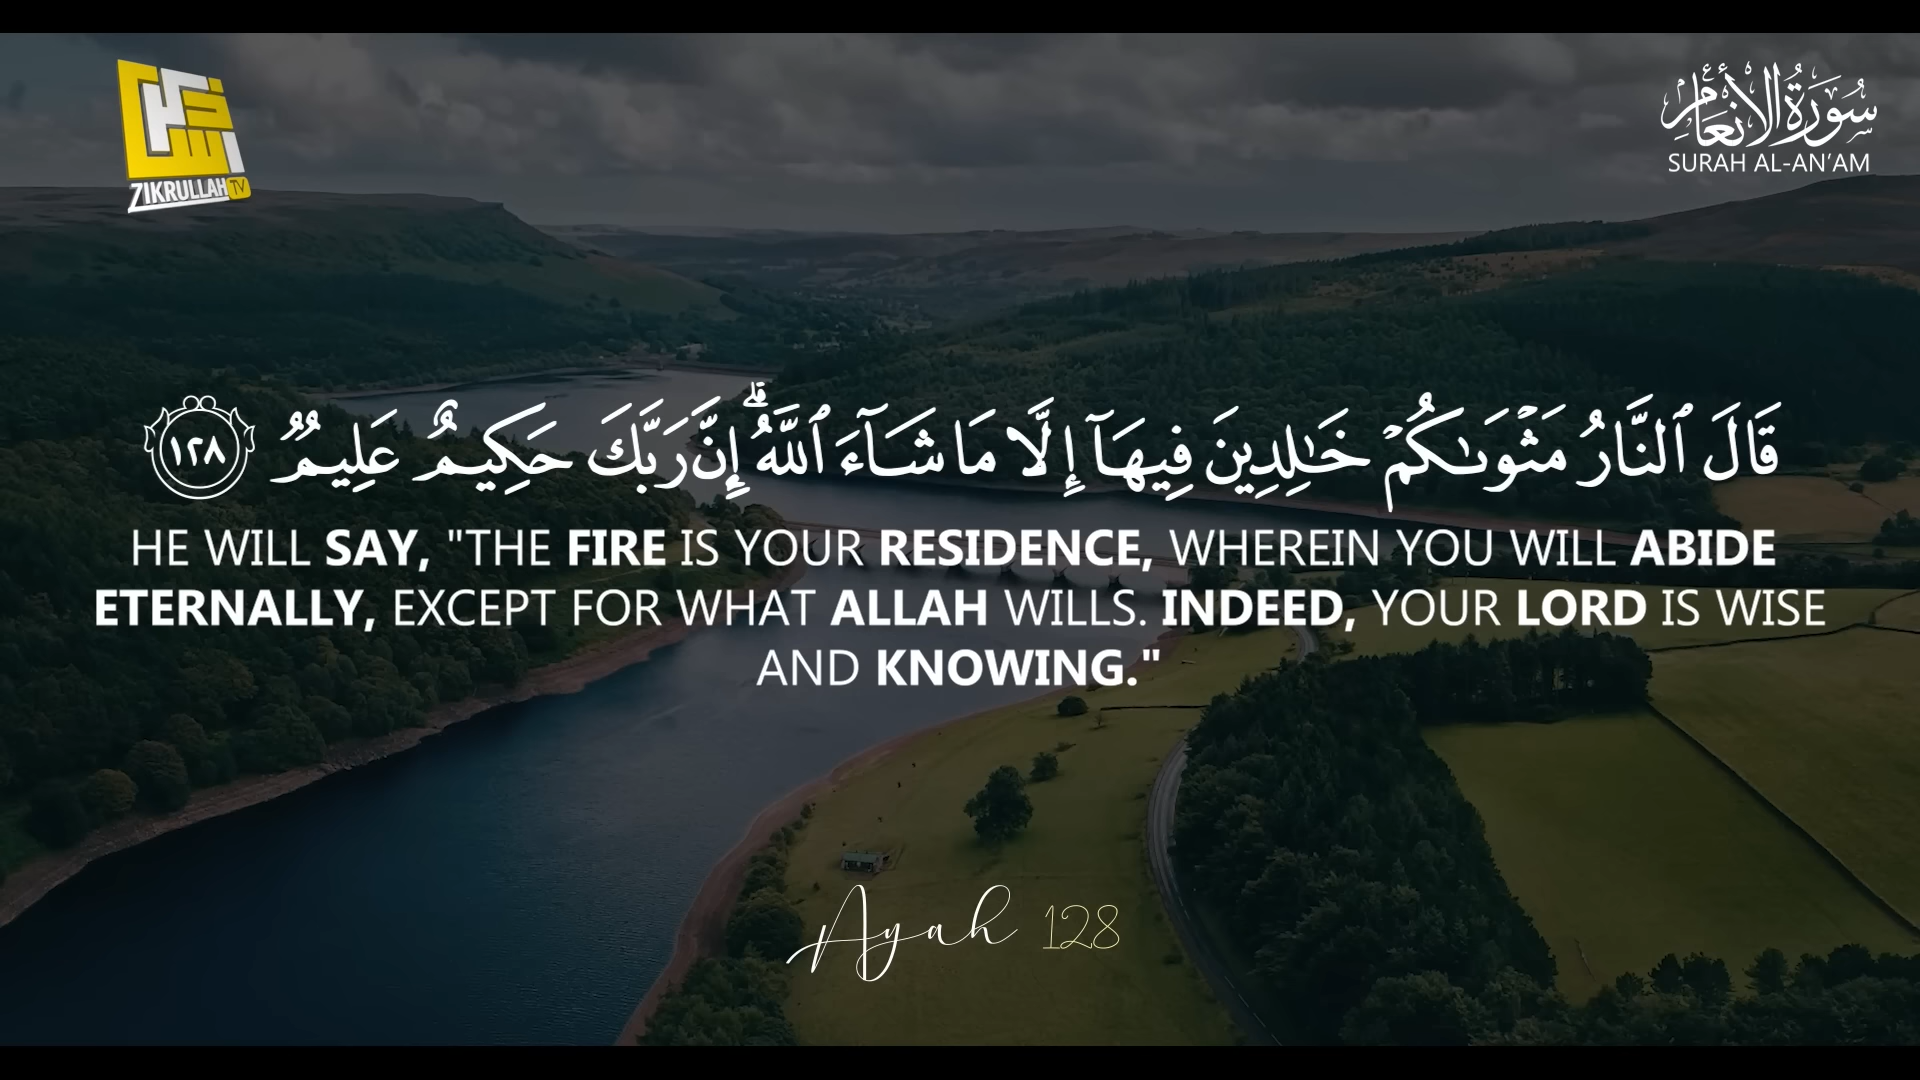 ZIKRULLAH TV
سُورَةُ الأَنْعَامِ
SURAH AL-AN'AM
قَالَ ٱلنَّارُ مَثْوَىٰكُمْ خَٰلِدِينَ فِيهَآ إِلَّا مَا شَآءَ ٱللَّهُ ۗ إِنَّ رَبَّكَ حَكِيمٌ عَلِيمٌ ١٢٨
HE WILL SAY, "THE FIRE IS YOUR RESIDENCE, WHEREIN YOU WILL ABIDE
ETERNALLY, EXCEPT FOR WHAT ALLAH WILLS. INDEED, YOUR LORD IS WISE
AND KNOWING."
Ayah 128